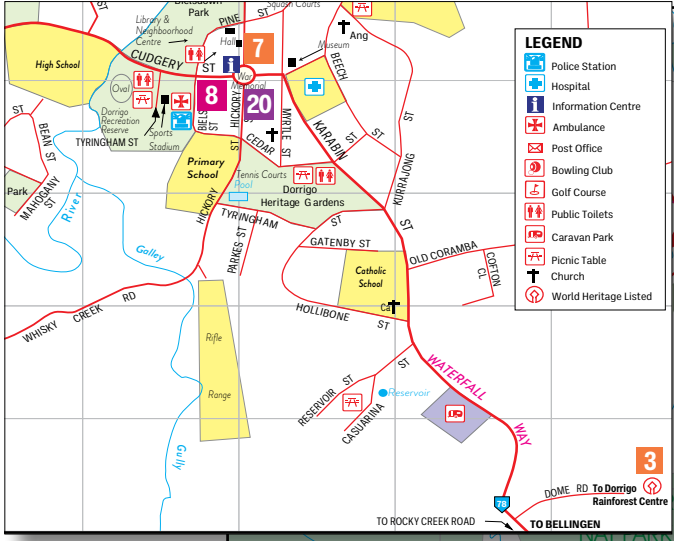 Park
Squash Courts
Library &
Neighbourhood
Centre
PINE ST
Hall
7
Museum
Ang
High School
CUDGERY ST
i
War
Memorial
BEECH
ST
Oval
8
20
Dorrigo
Recreation
Reserve
Sports
Stadium
TYRINGHAM ST
HICKORY ST
MYRTLE ST
CEDAR
KARABIN ST
KURRAJONG
ST
ST
BEAN ST
MAHOGANY ST
Park
River
Primary
School
Tennis Courts
Pool
Dorrigo
Heritage Gardens
HICKORY
TYRINGHAM ST
PARKES ST
GATENBY ST
OLD CORAMBA
COFTON CL
Catholic
School
HOLLIBONE ST
Galley
WHISKY CREEK RD
Rifle
Range
Gully
RESERVOIR ST
CASUARINA
ST
Reservoir
WATERFALL WAY
78
3
DOME RD
To Dorrigo
Rainforest Centre
TO ROCKY CREEK ROAD
TO BELLINGEN
LEGEND
Police Station
Hospital
Information Centre
Ambulance
Post Office
Bowling Club
Golf Course
Public Toilets
Caravan Park
Picnic Table
Church
World Heritage Listed